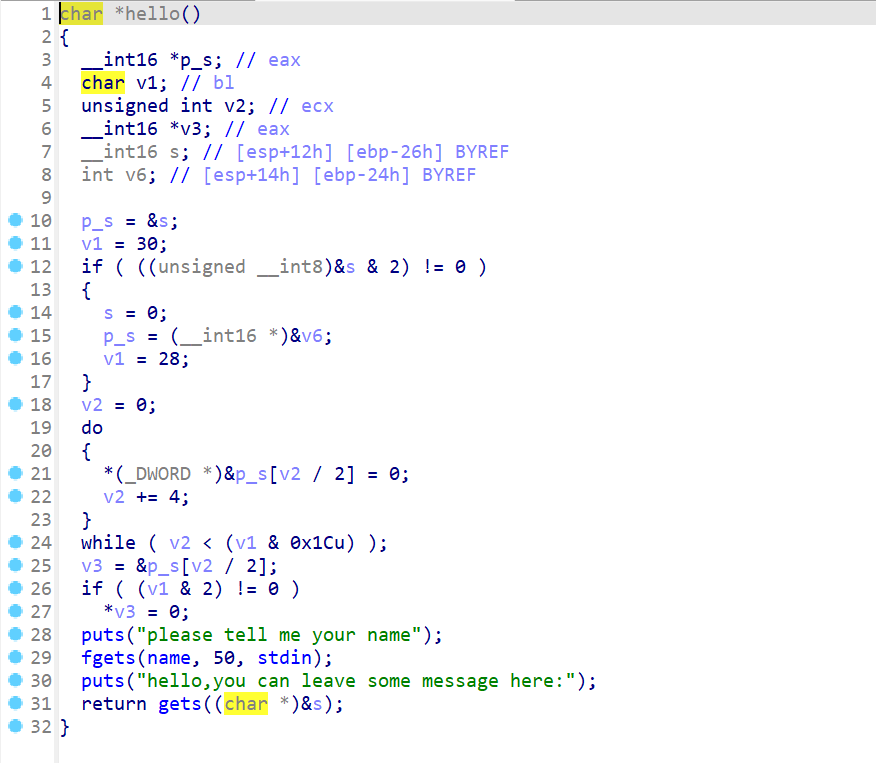 1 char *hello()
2 {
3 __int16 *p_s; // eax
4 char v1; // bl
5 unsigned int v2; // ecx
6 __int16 *v3; // eax
7 __int16 s; // [esp+12h] [ebp-26h] BYREF
8 int v6; // [esp+14h] [ebp-24h] BYREF
9
10 p_s = &s;
11 v1 = 30;
12 if ( ((unsigned __int8)&s & 2) != 0 )
13 {
14 s = 0;
15 p_s = (__int16 *)&v6;
16 v1 = 28;
17 }
18 v2 = 0;
19 do
20 {
21 *(_DWORD *)&p_s[v2 / 2] = 0;
22 v2 += 4;
23 }
24 while ( v2 < (v1 & 0x1Cu) );
25 v3 = &p_s[v2 / 2];
26 if ( (v1 & 2) != 0 )
27 *v3 = 0;
28 puts("please tell me your name");
29 fgets(name, 50, stdin);
30 puts("hello,you can leave some message here:");
31 return gets((char *)&s);
32 }